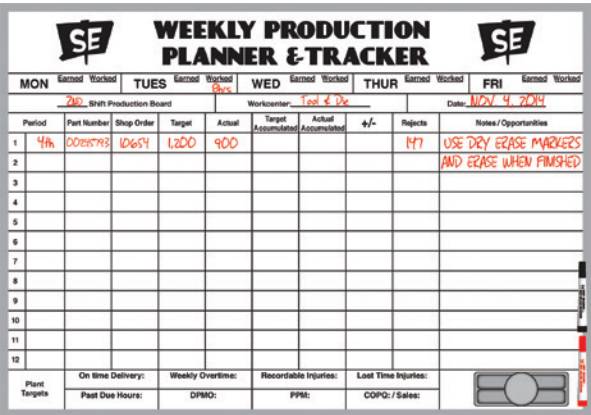 SE WEEKLY PRODUCTION SE
PLANNER & TRACKER
MON Earned Worked TUES Earned Worked WED Earned Worked THUR Earned Worked FRI Earned Worked
8hrs
2ND Shift Production Board Workcenter: Tool & Die Date: NOV. 4, 2014
Period Part Number Shop Order Target Actual Target Accumulated Actual Accumulated +/- Rejects Notes / Opportunities
1 4th 10654 1,200 900 147 USE DRY ERASE MARKERS
2 AND ERASE WHEN FINISHED
3
4
5
6
7
8
9
10
11
12
Plant Targets On time Delivery: Weekly Overtime: Recordable Injuries: Lost Time Injuries:
Past Due Hours: DPMO: PPM: COPQ: / Sales: